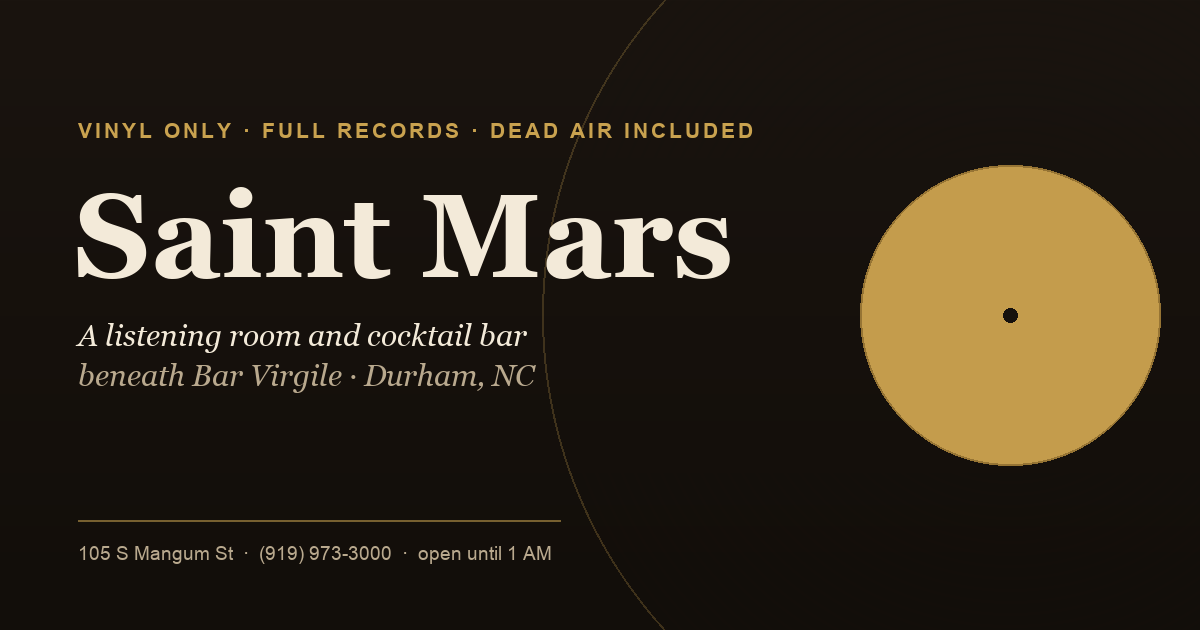 VINYL ONLY · FULL RECORDS · DEAD AIR INCLUDED
Saint Mars
A listening room and cocktail bar
beneath Bar Virgile · Durham, NC
105 S Mangum St · (919) 973-3000 · open until 1 AM